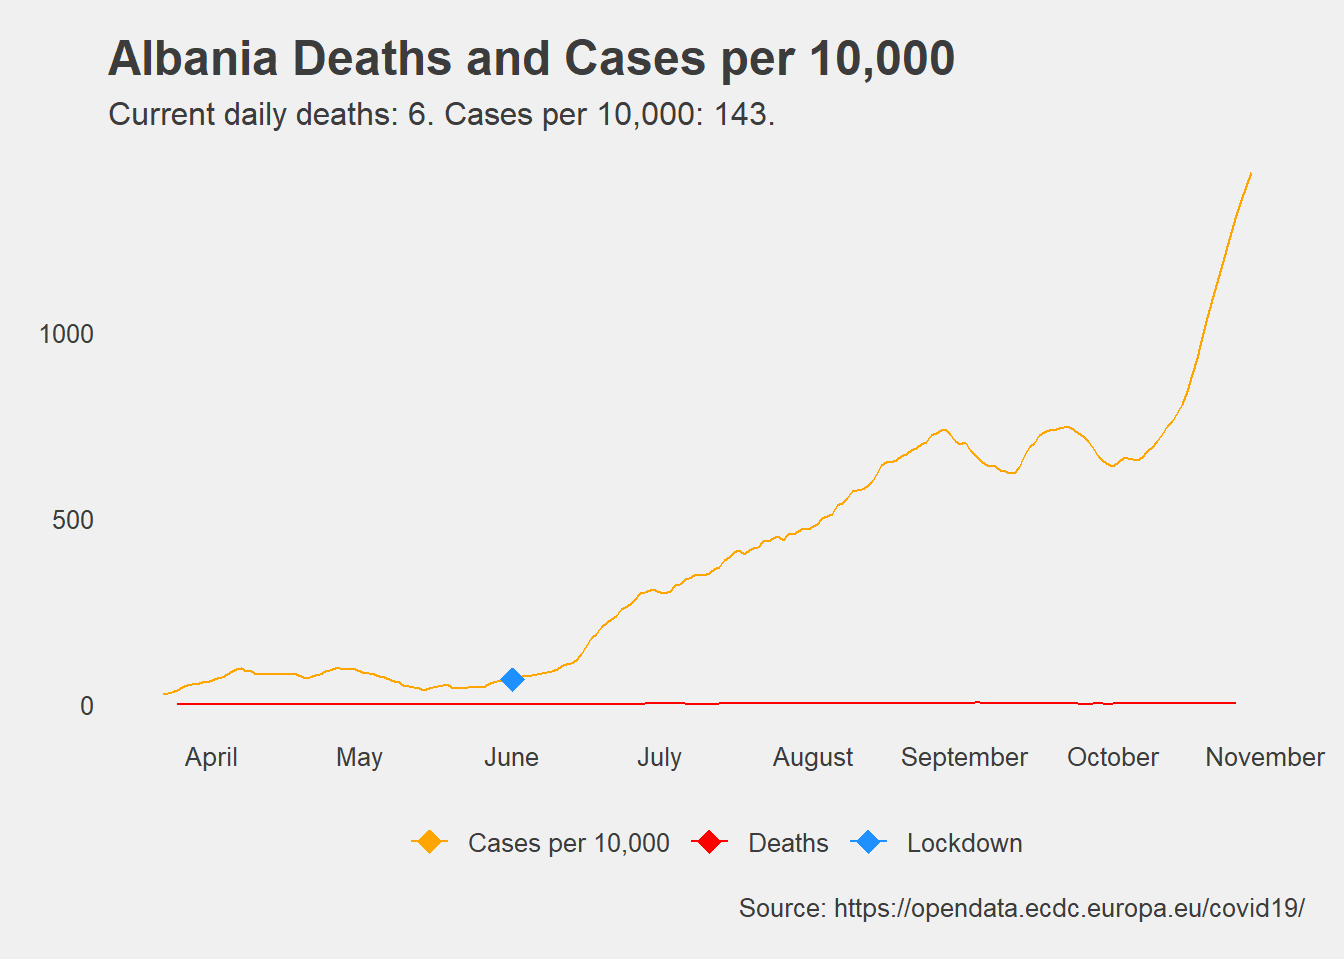 Albania Deaths and Cases per 10,000
Current daily deaths: 6. Cases per 10,000: 143.
1000
500
0
April May June July August September October November
Cases per 10,000 Deaths Lockdown
Source: https://opendata.ecdc.europa.eu/covid19/